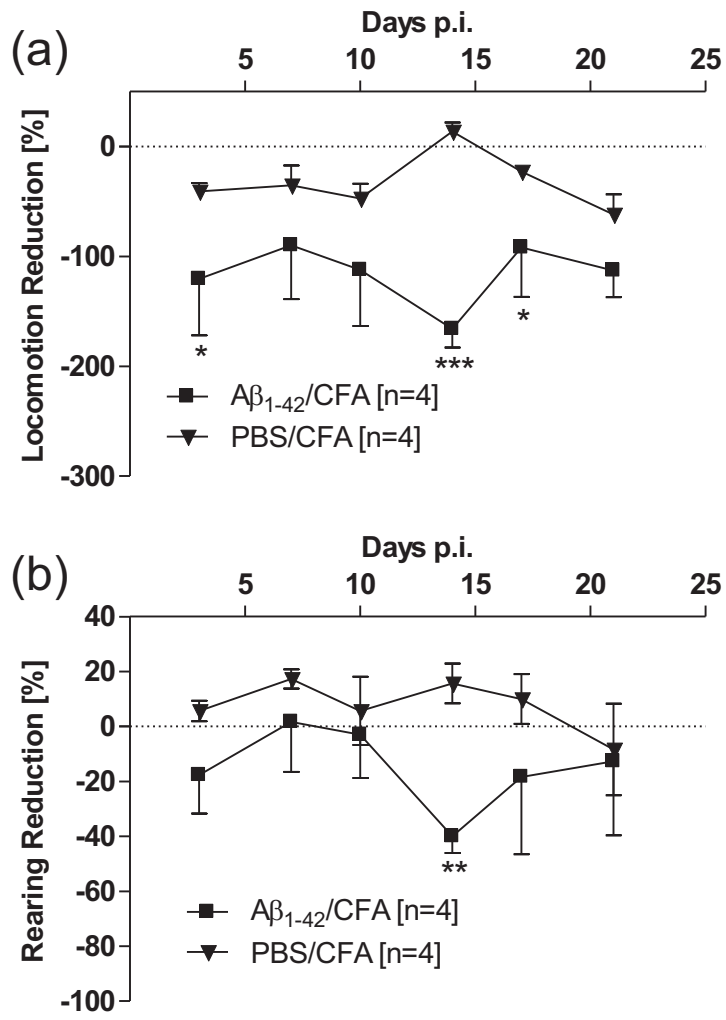 (a)
Days p.i.
5 10 15 20 25
Locomotion Reduction [%]
0
-100
*
*
***
-200
Aβ1-42/CFA [n=4]
PBS/CFA [n=4]
-300
(b)
Days p.i.
5 10 15 20 25
Rearing Reduction [%]
40
20
0
-20
-40
**
-60
Aβ1-42/CFA [n=4]
-80
PBS/CFA [n=4]
-100